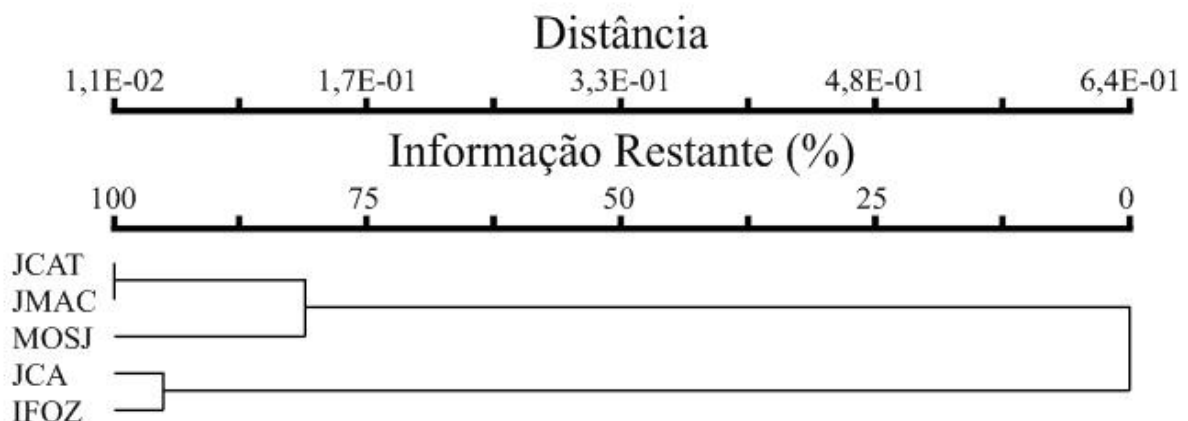 Distância
1,1E-02 1,7E-01 3,3E-01 4,8E-01 6,4E-01
Informação Restante (%)
100 75 50 25 0
JCAT
JMAC
MOSJ
JCA
IFOZ